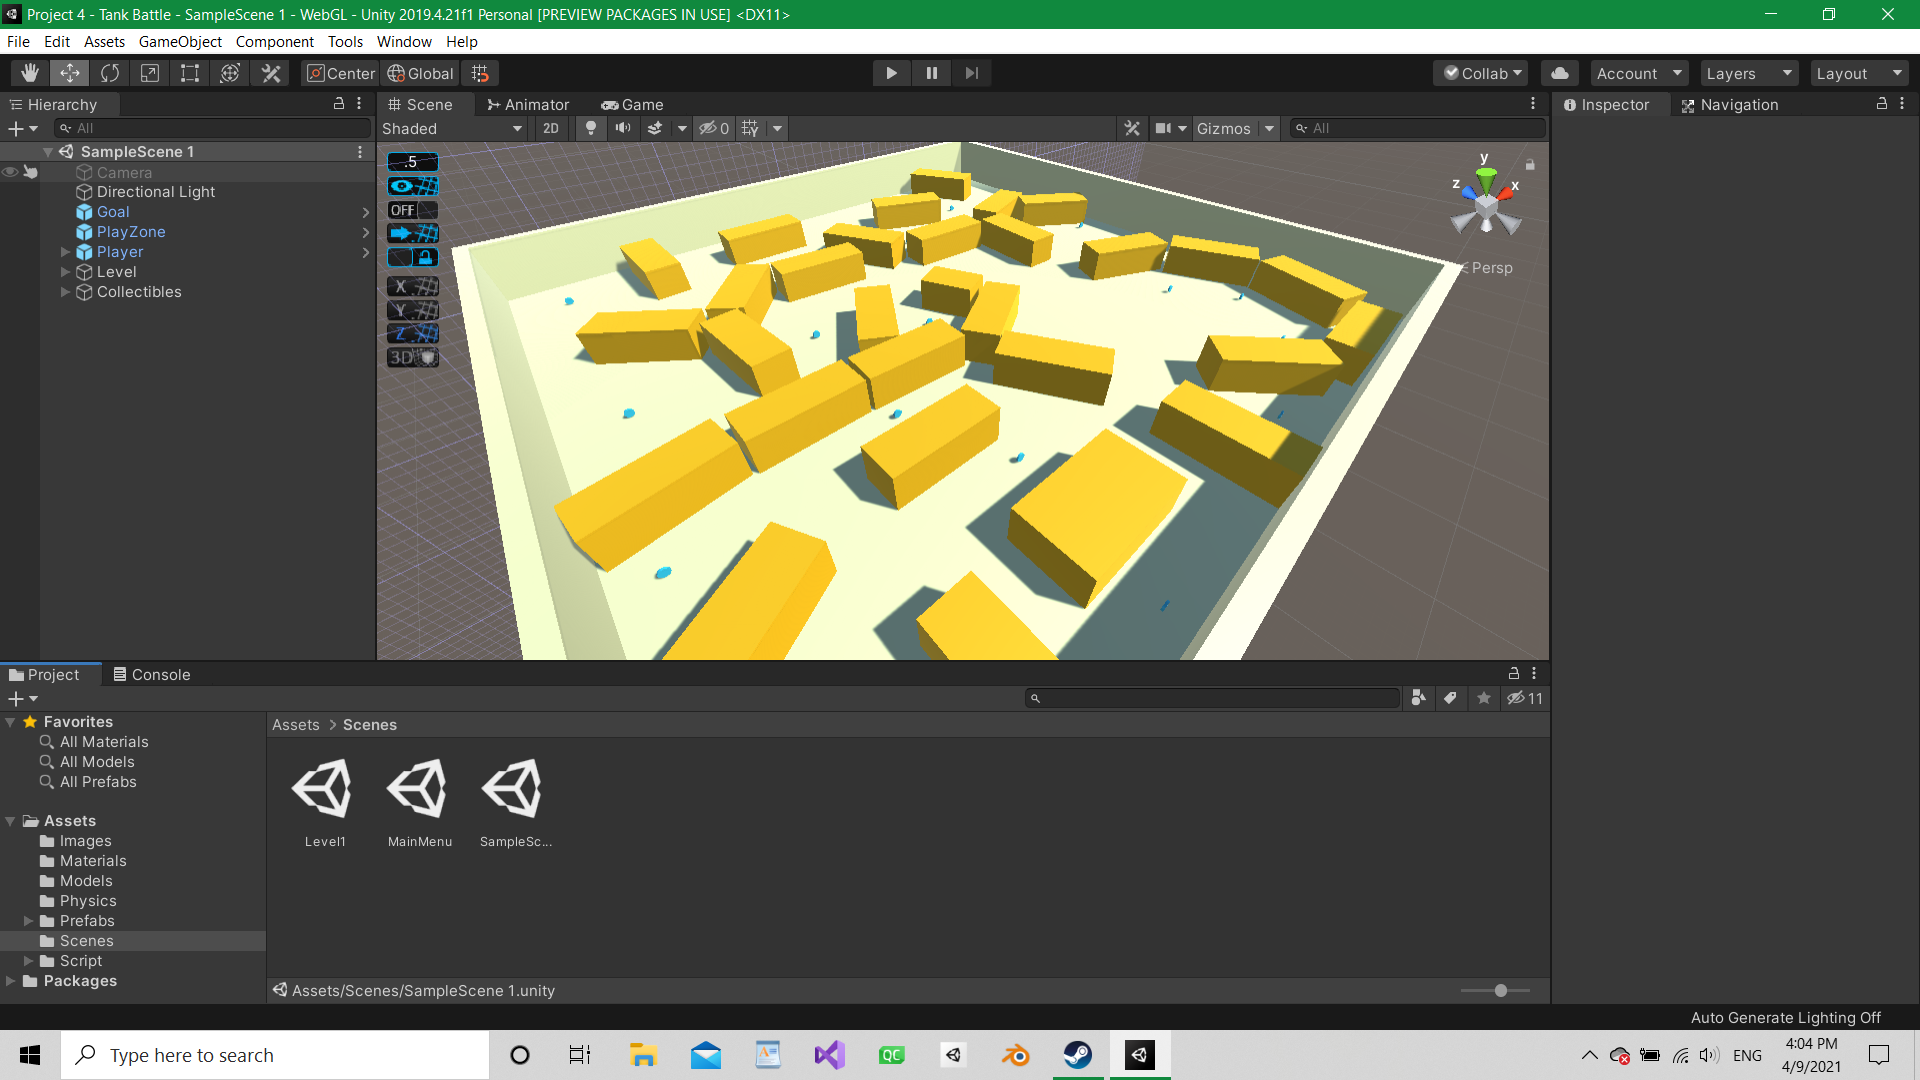 Project 4 - Tank Battle - SampleScene 1 - WebGL - Unity 2019.4.21f1 Personal [PREVIEW PACKAGES IN USE] <DX11>
File Edit Assets GameObject Component Tools Window Help
Center Global Collab Account Layers Layout
Hierarchy
All
SampleScene 1
Camera
Directional Light
Goal
PlayZone
Player
Level
Collectibles
Scene Animator Game
Shaded 2D 0 Gizmos All
.5
OFF
X
Y
Z
3D
y
z x
Persp
Inspector Navigation
Project Console
11
Favorites
All Materials
All Models
All Prefabs
Assets
Images
Materials
Models
Physics
Prefabs
Scenes
Script
Packages
Assets > Scenes
Level1 MainMenu SampleSc...
Assets/Scenes/SampleScene 1.unity
Auto Generate Lighting Off
Type here to search
QC
ENG
4:04 PM
4/9/2021